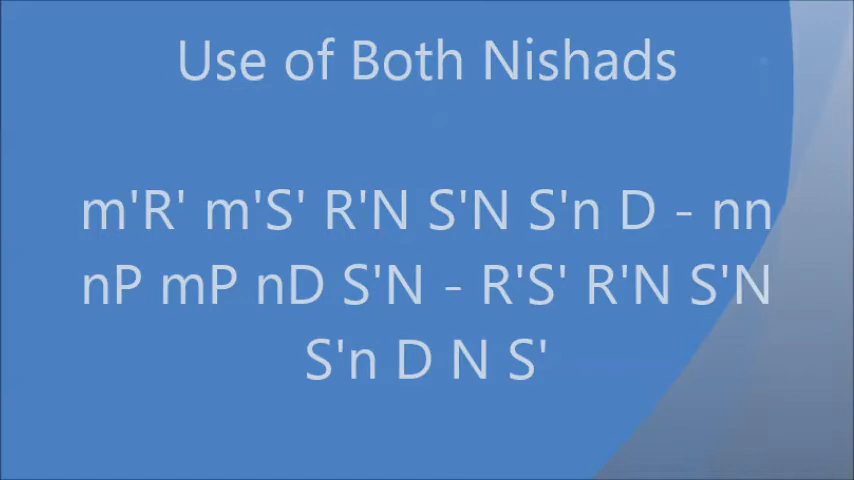 Use of Both Nishads
m'R' m'S' R'N S'N S'n D - nn
nP mP nD S'N - R'S' R'N S'N
S'n D N S'